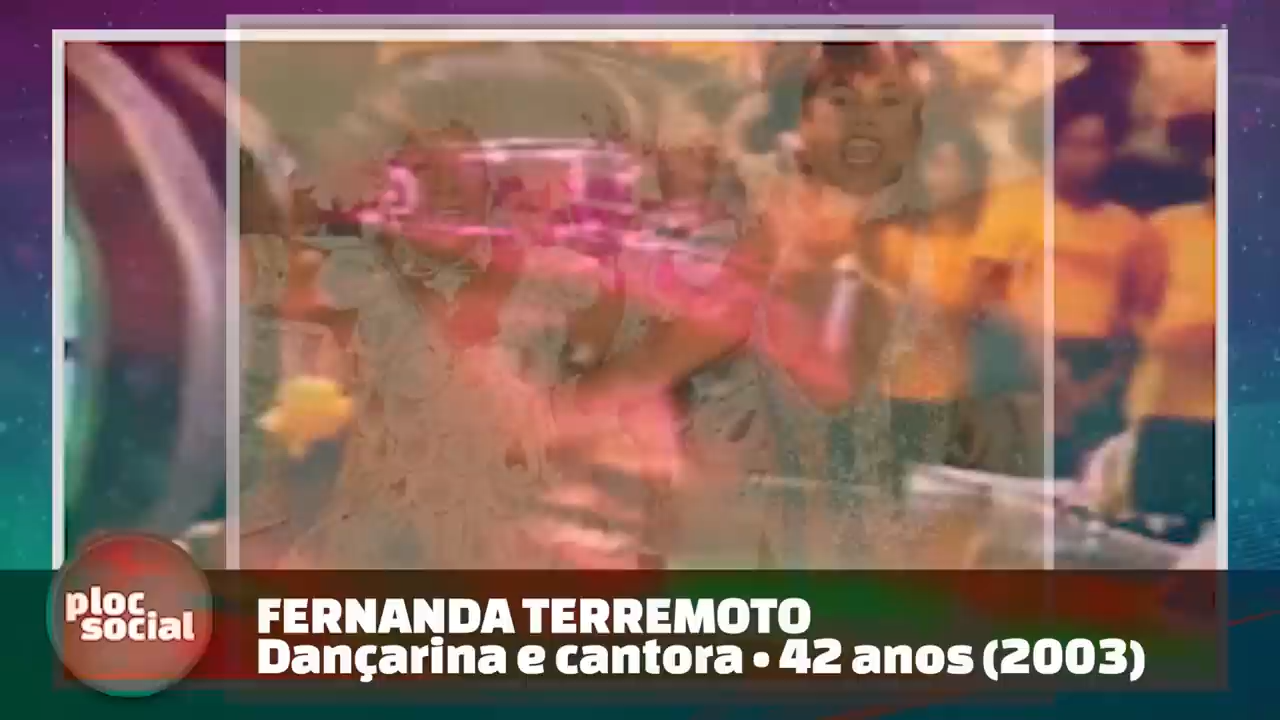 ploc
social
FERNANDA TERREMOTO
Dançarina e cantora • 42 anos (2003)